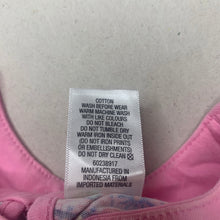 COTTON
WASH BEFORE WEAR
WARM MACHINE WASH
WITH LIKE COLOURS
DO NOT BLEACH
DO NOT TUMBLE DRY
WARM IRON INSIDE OUT
(DO NOT IRON PRINTS
OR EMBELLISHMENTS)
DO NOT DRY CLEAN
60238917
MANUFACTURED IN
INDONESIA FROM
IMPORTED MATERIALS